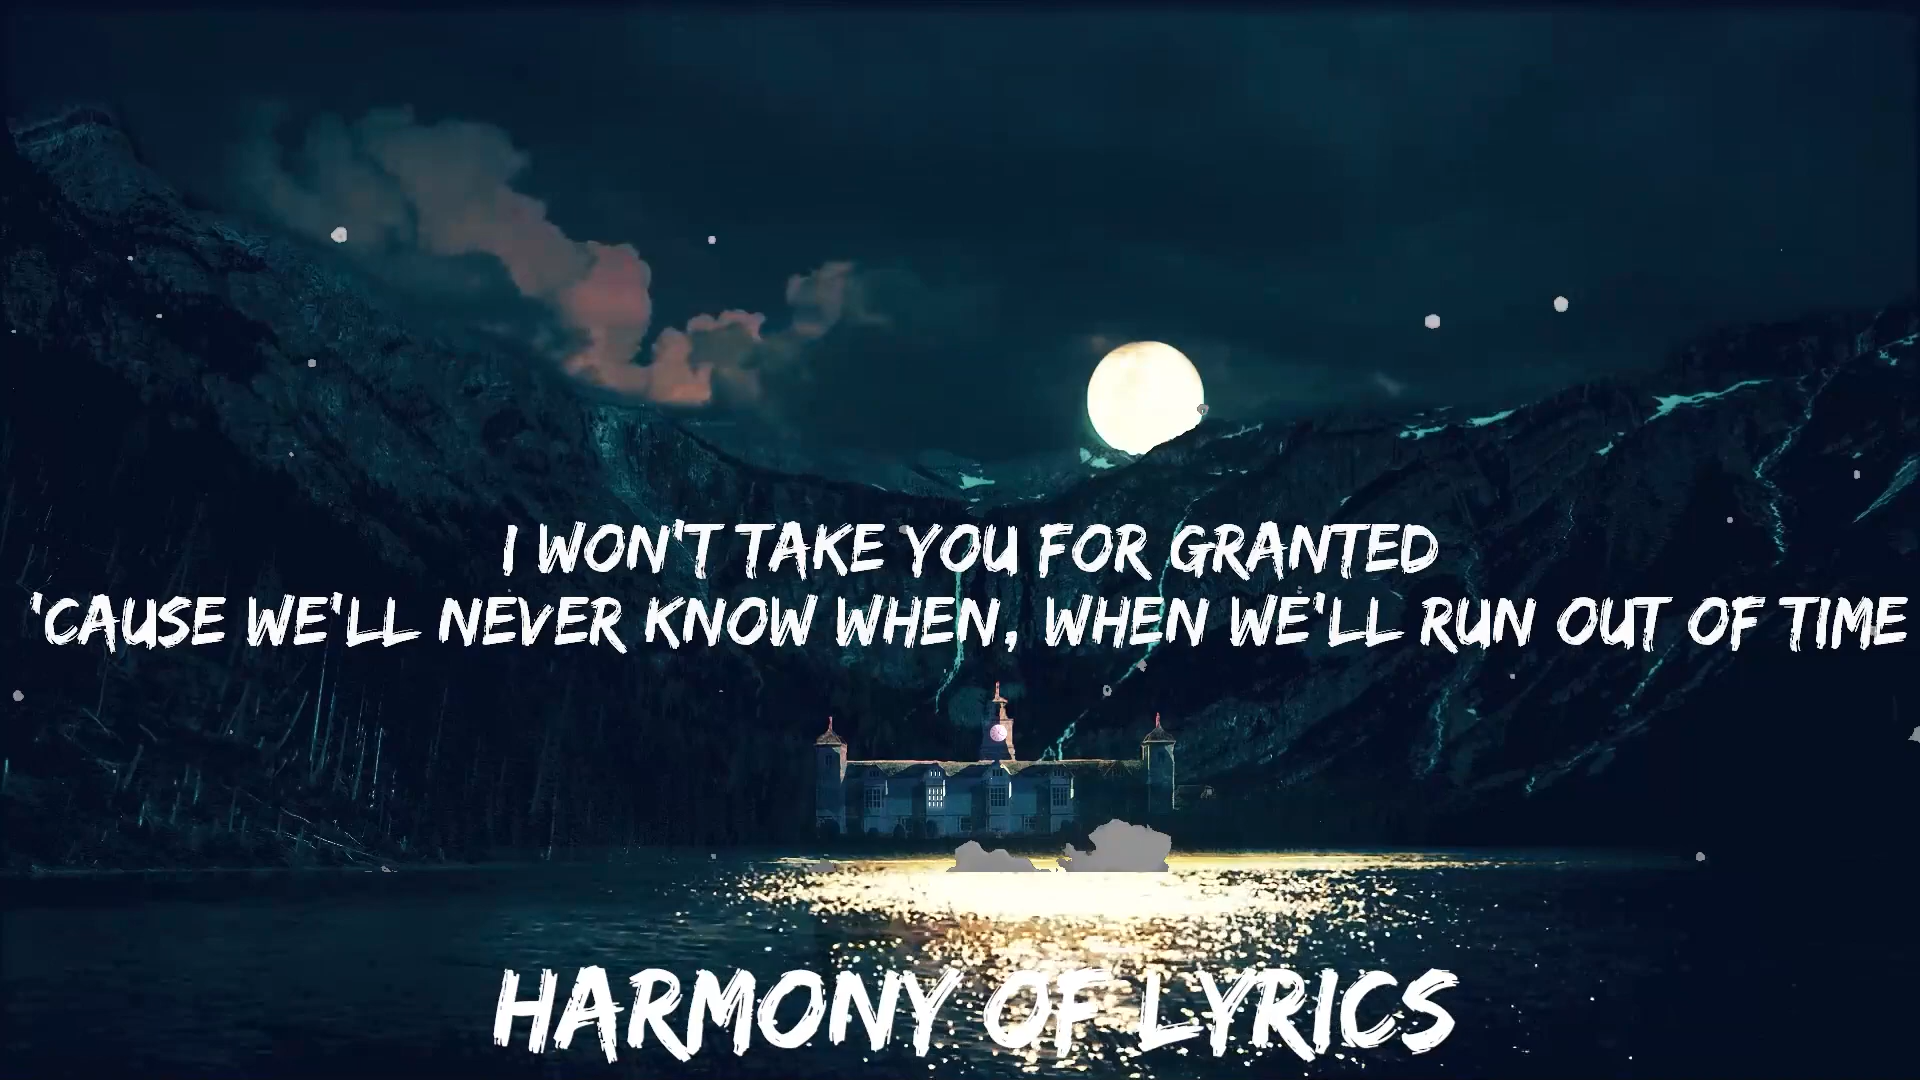 I WON'T TAKE YOU FOR GRANTED
'CAUSE WE'LL NEVER KNOW WHEN, WHEN WE'LL RUN OUT OF TIME
HARMONY OF LYRICS